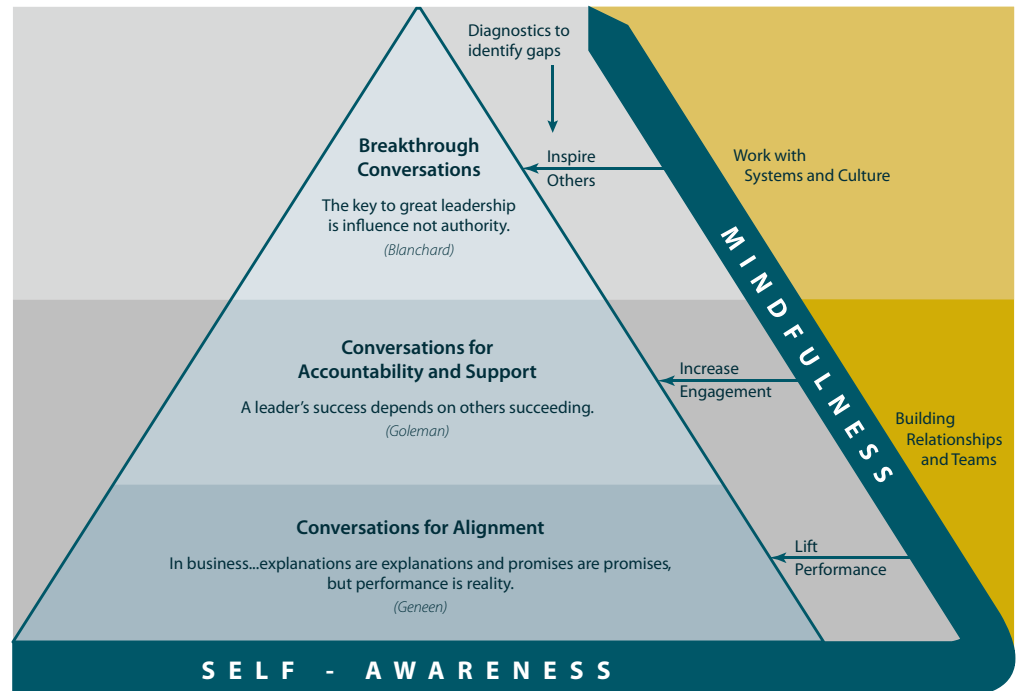 Diagnostics to
identify gaps
Breakthrough
Conversations
The key to great leadership
is influence not authority.
(Blanchard)
Inspire
Others
Work with
Systems and Culture
MINDFULNESS
Conversations for
Accountability and Support
A leader’s success depends on others succeeding.
(Goleman)
Increase
Engagement
Building
Relationships
and Teams
Conversations for Alignment
In business...explanations are explanations and promises are promises,
but performance is reality.
(Geneen)
Lift
Performance
SELF - AWARENESS